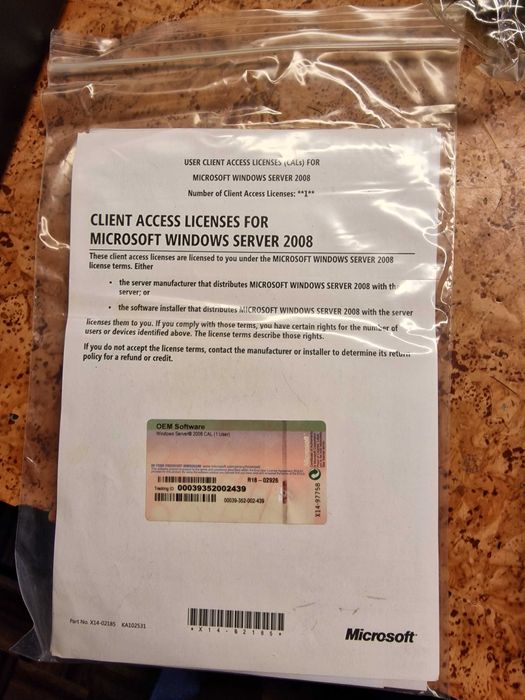 USER CLIENT ACCESS LICENSES (CALs) FOR
MICROSOFT WINDOWS SERVER 2008
Number of Client Access Licenses: **1**
CLIENT ACCESS LICENSES FOR
MICROSOFT WINDOWS SERVER 2008
These client access licenses are licensed to you under the MICROSOFT WINDOWS SERVER 2008
license terms. Either
• the server manufacturer that distributes MICROSOFT WINDOWS SERVER 2008 with the
server; or
• the software installer that distributes MICROSOFT WINDOWS SERVER 2008 with the server
licenses them to you. If you comply with those terms, you have certain rights for the number of
users or devices identified above. The license terms describe those rights.
If you do not accept the license terms, contact the manufacturer or installer to determine its return
policy for a refund or credit.
OEM Software
Windows Server® 2008 CAL (1 User)
R18-02926
Tracking ID 00039352002439
00039-352-002-439
X14-97758
Part No. X14-02185 KA102531
Microsoft